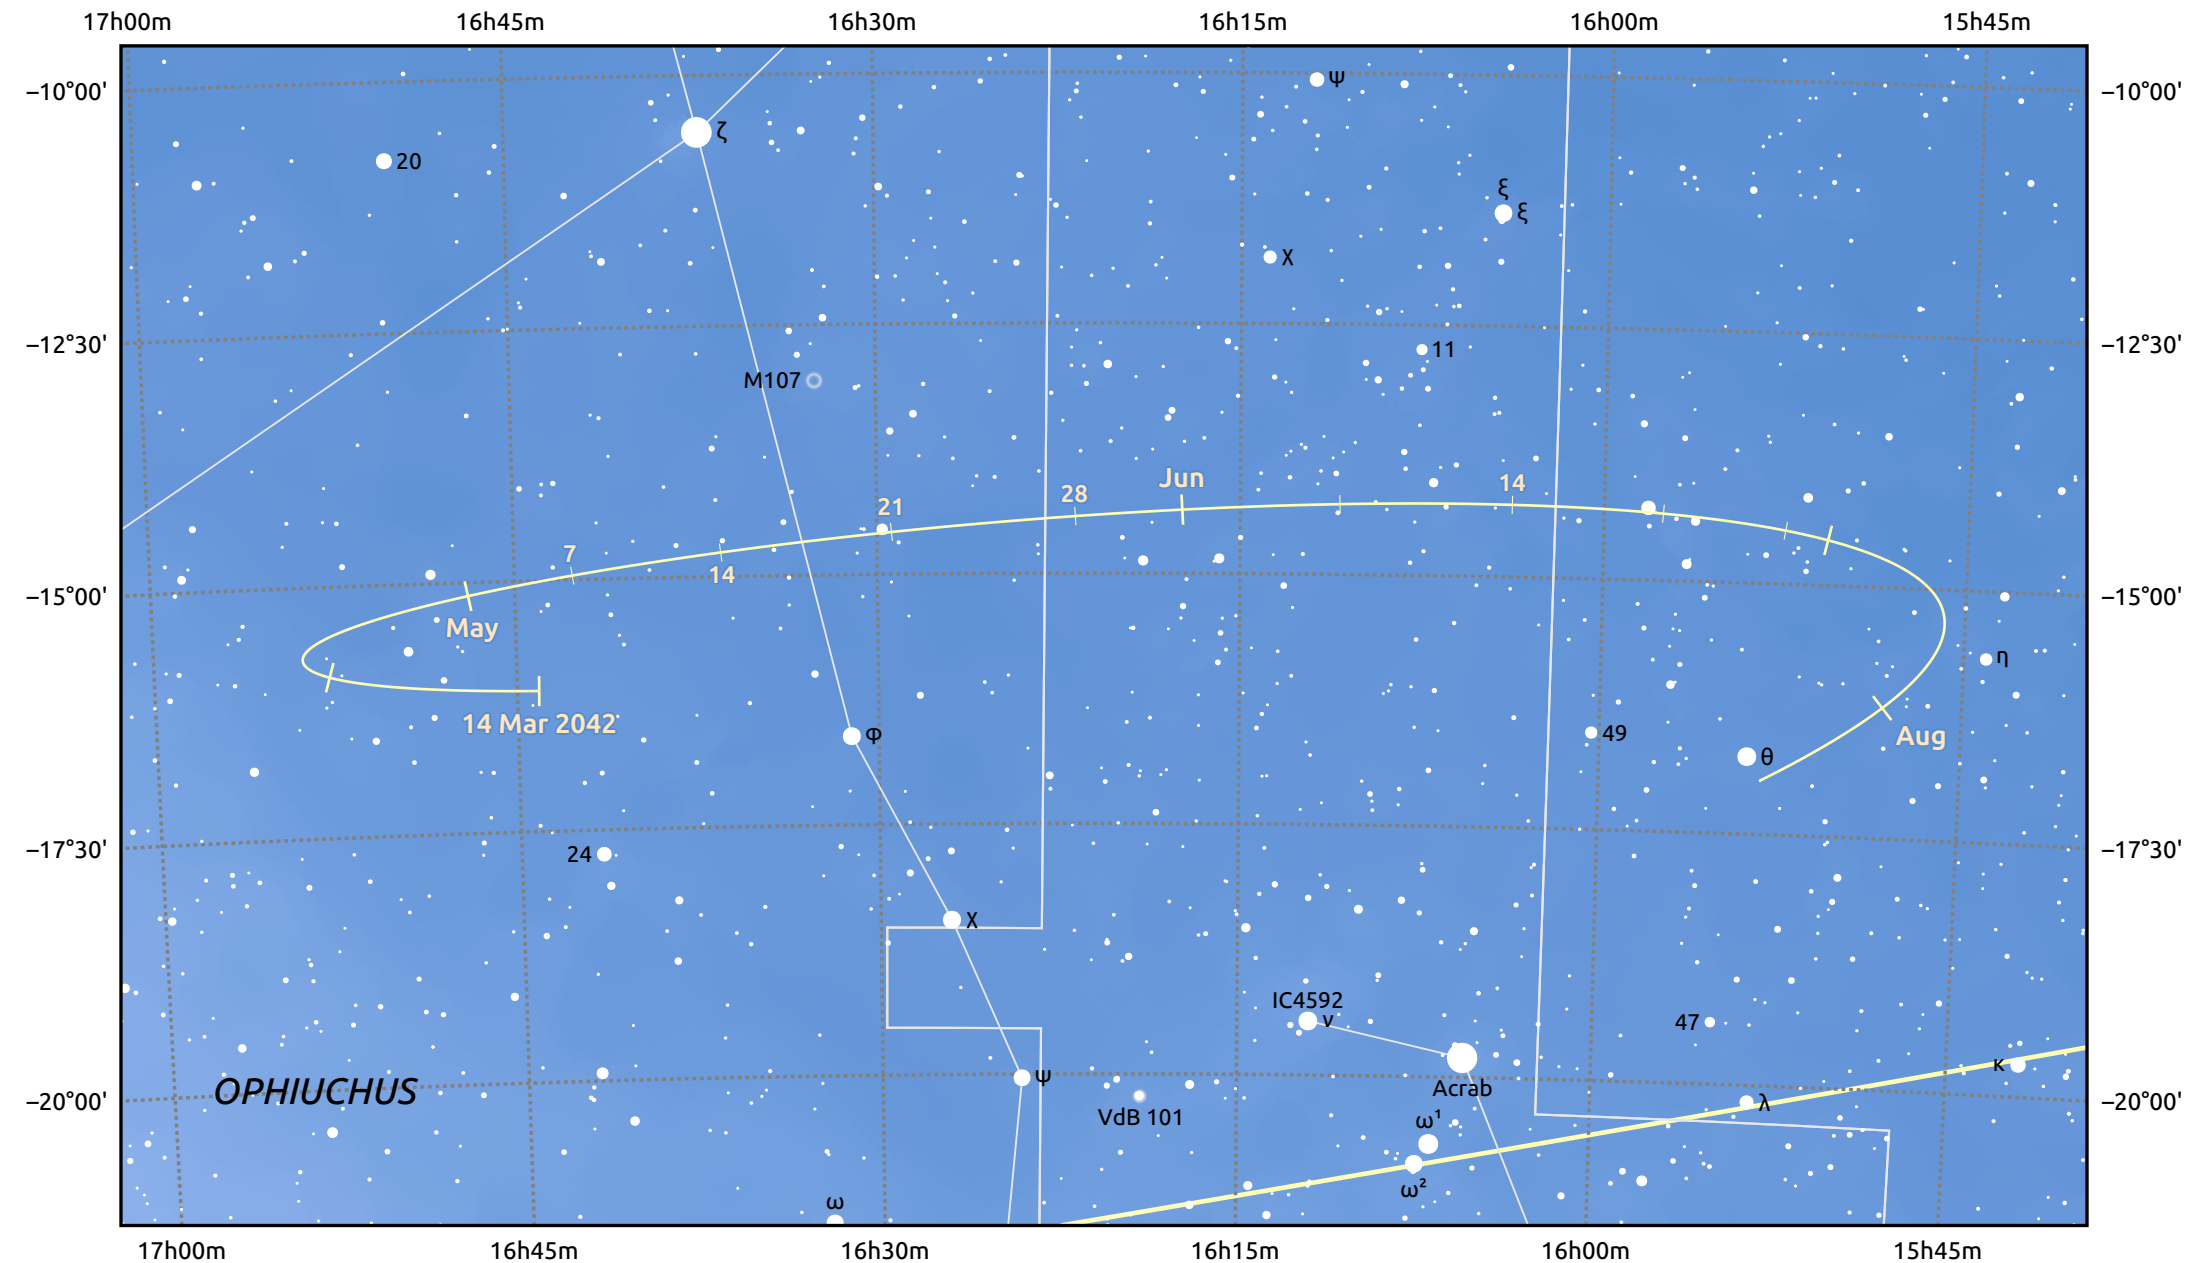 17h00m 16h45m 16h30m 16h15m 16h00m 15h45m
−10°00' ψ −10°00'
ζ
20
ξ
ξ
χ
−12°30' 11 −12°30'
M107
Jun
14
28
21
7
14
−15°00' −15°00'
May
η
14 Mar 2042
φ 49 Aug
θ
−17°30' 24 −17°30'
χ
IC4592
ν 47
κ
ψ
OPHIUCHUS Acrab
−20°00' λ −20°00'
VdB 101 ω¹
ω²
ω
17h00m 16h45m 16h30m 16h15m 16h00m 15h45m